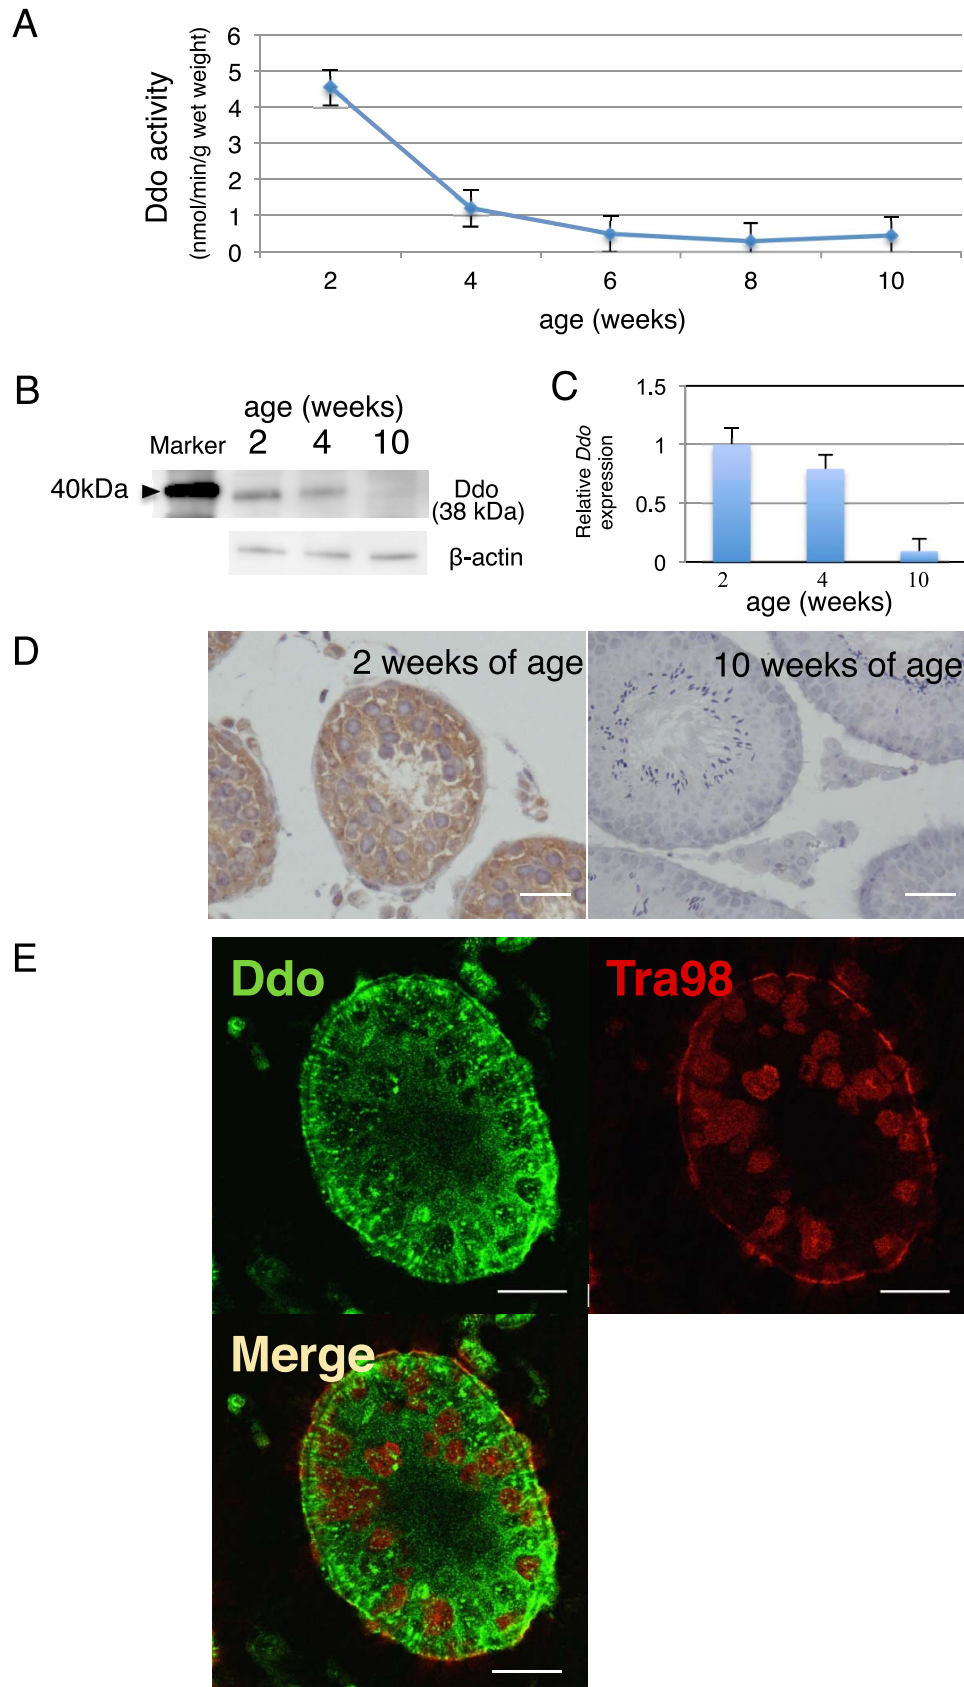 A
Ddo activity
(nmol/min/g wet weight)
6
5
4
3
2
1
0
2 4 6 8 10
age (weeks)
B
age (weeks)
Marker 2 4 10
40kDa
Ddo
(38 kDa)
β-actin
C
Relative Ddo
expression
1.5
1
0.5
0
2 4 10
age (weeks)
D
2 weeks of age
10 weeks of age
E
Ddo
Tra98
Merge